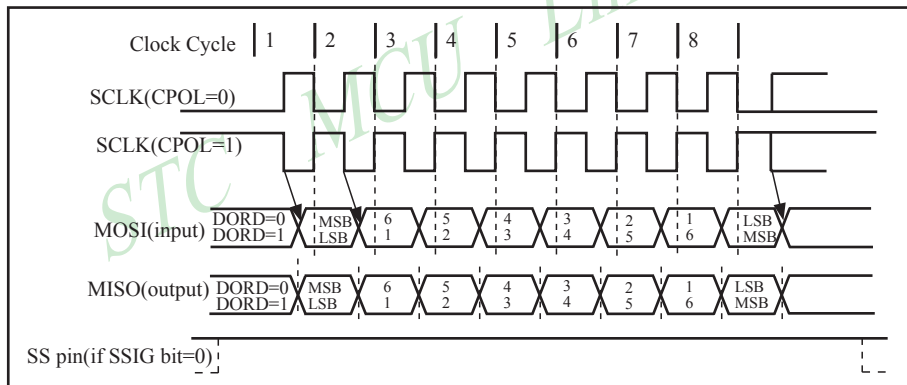 STC MCU Lim
Clock Cycle 1 2 3 4 5 6 7 8
SCLK(CPOL=0)
SCLK(CPOL=1)
MOSI(input) DORD=0 MSB 6 5 4 3 2 1 LSB
DORD=1 LSB 1 2 3 4 5 6 MSB
MISO(output) DORD=0 MSB 6 5 4 3 2 1 LSB
DORD=1 LSB 1 2 3 4 5 6 MSB
SS pin(if SSIG bit=0)